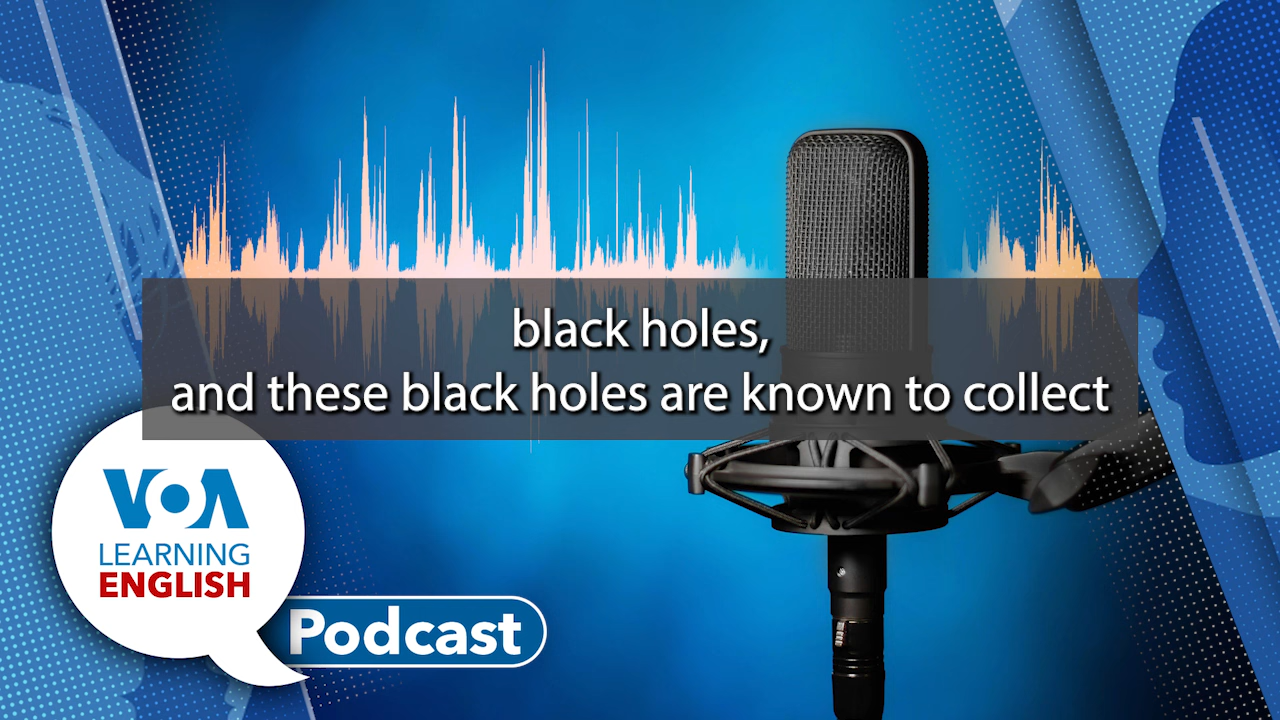 black holes,
and these black holes are known to collect
VOA
LEARNING
ENGLISH
Podcast